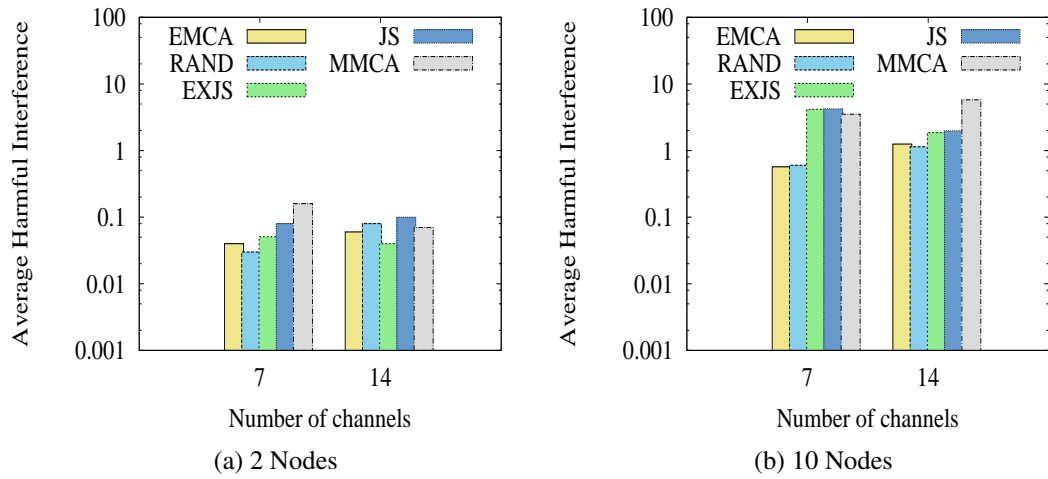 Average Harmful Interference
100
10
1
0.1
0.01
0.001
EMCA
RAND
EXJS
JS
MMCA
7
14
Number of channels
(a) 2 Nodes
Average Harmful Interference
100
10
1
0.1
0.01
0.001
EMCA
RAND
EXJS
JS
MMCA
7
14
Number of channels
(b) 10 Nodes